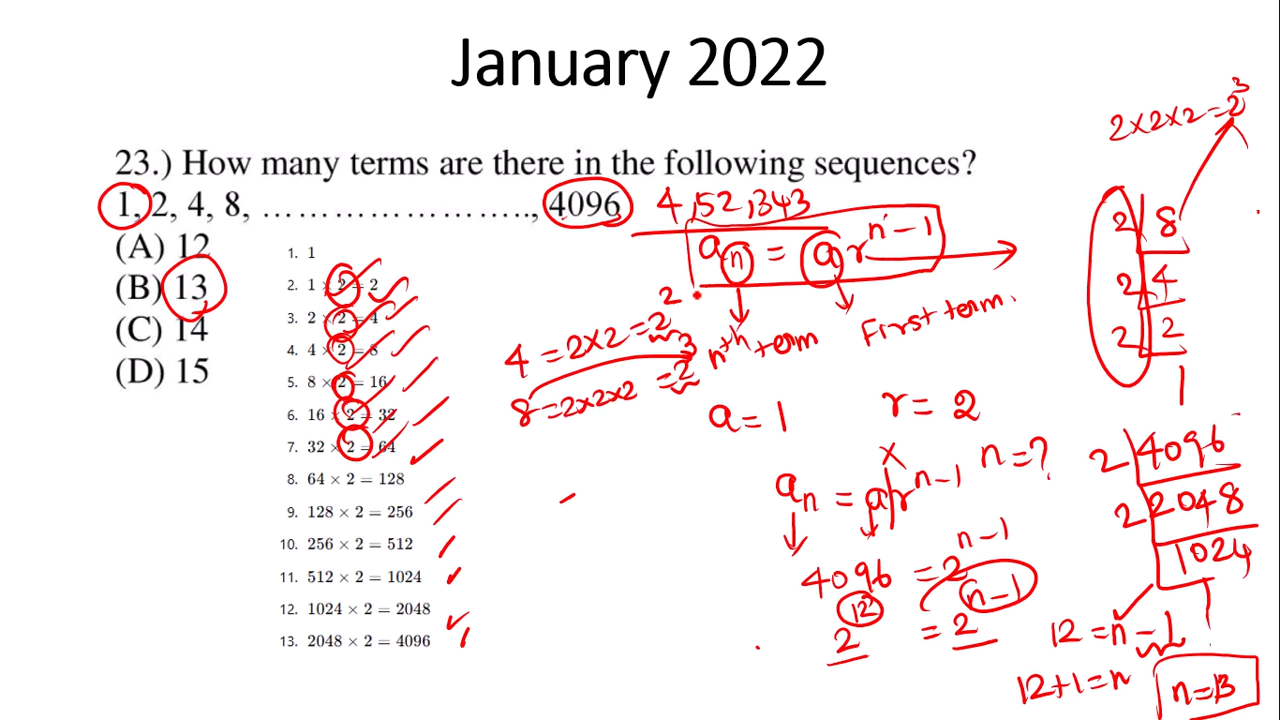 January 2022
23.) How many terms are there in the following sequences?
1, 2, 4, 8, …………………….., 4096
(A) 12
(B) 13
(C) 14
(D) 15
1. 1
2. 1 × 2 = 2
3. 2 × 2 = 4
4. 4 × 2 = 8
5. 8 × 2 = 16
6. 16 × 2 = 32
7. 32 × 2 = 64
8. 64 × 2 = 128
9. 128 × 2 = 256
10. 256 × 2 = 512
11. 512 × 2 = 1024
12. 1024 × 2 = 2048
13. 2048 × 2 = 4096
4,52,343
aₙ = a rⁿ⁻¹
nᵗʰ term
First term.
4 = 2×2 = 2²
8 = 2×2×2 = 2³
a = 1
r = 2
n = ?
aₙ = a rⁿ⁻¹
4096 = 2ⁿ⁻¹
2¹² = 2ⁿ⁻¹
2×2×2 = 2³
2 8
2 4
2 2
1
2 4096
2 2048
1024
12 = n - 1
12+1 = n
n = 13